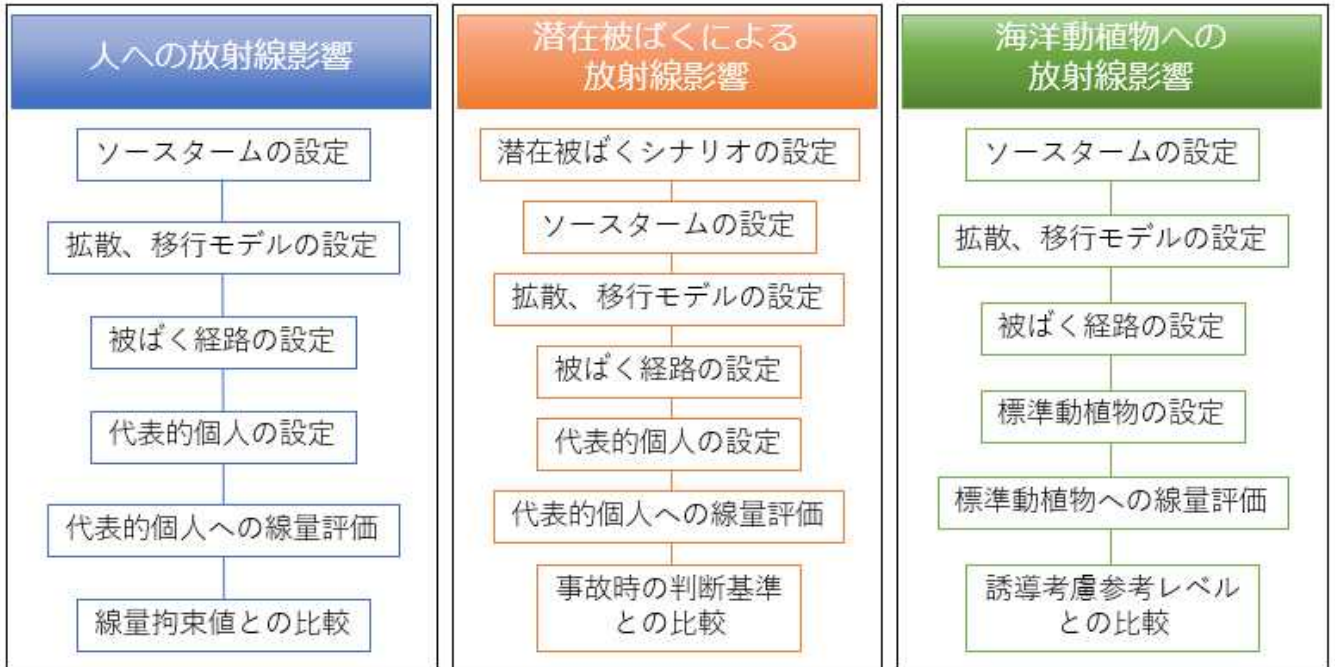 人への放射線影響
ソースタームの設定
拡散、移行モデルの設定
被ばく経路の設定
代表的個人の設定
代表的個人への線量評価
線量拘束値との比較
潜在被ばくによる
放射線影響
潜在被ばくシナリオの設定
ソースタームの設定
拡散、移行モデルの設定
被ばく経路の設定
代表的個人の設定
代表的個人への線量評価
事故時の判断基準
との比較
海洋動植物への
放射線影響
ソースタームの設定
拡散、移行モデルの設定
被ばく経路の設定
標準動植物の設定
標準動植物への線量評価
誘導考慮参考レベル
との比較